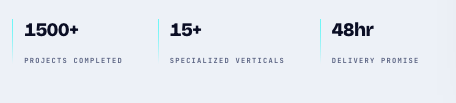 1500+ 15+ 48hr
PROJECTS COMPLETED SPECIALIZED VERTICALS DELIVERY PROMISE